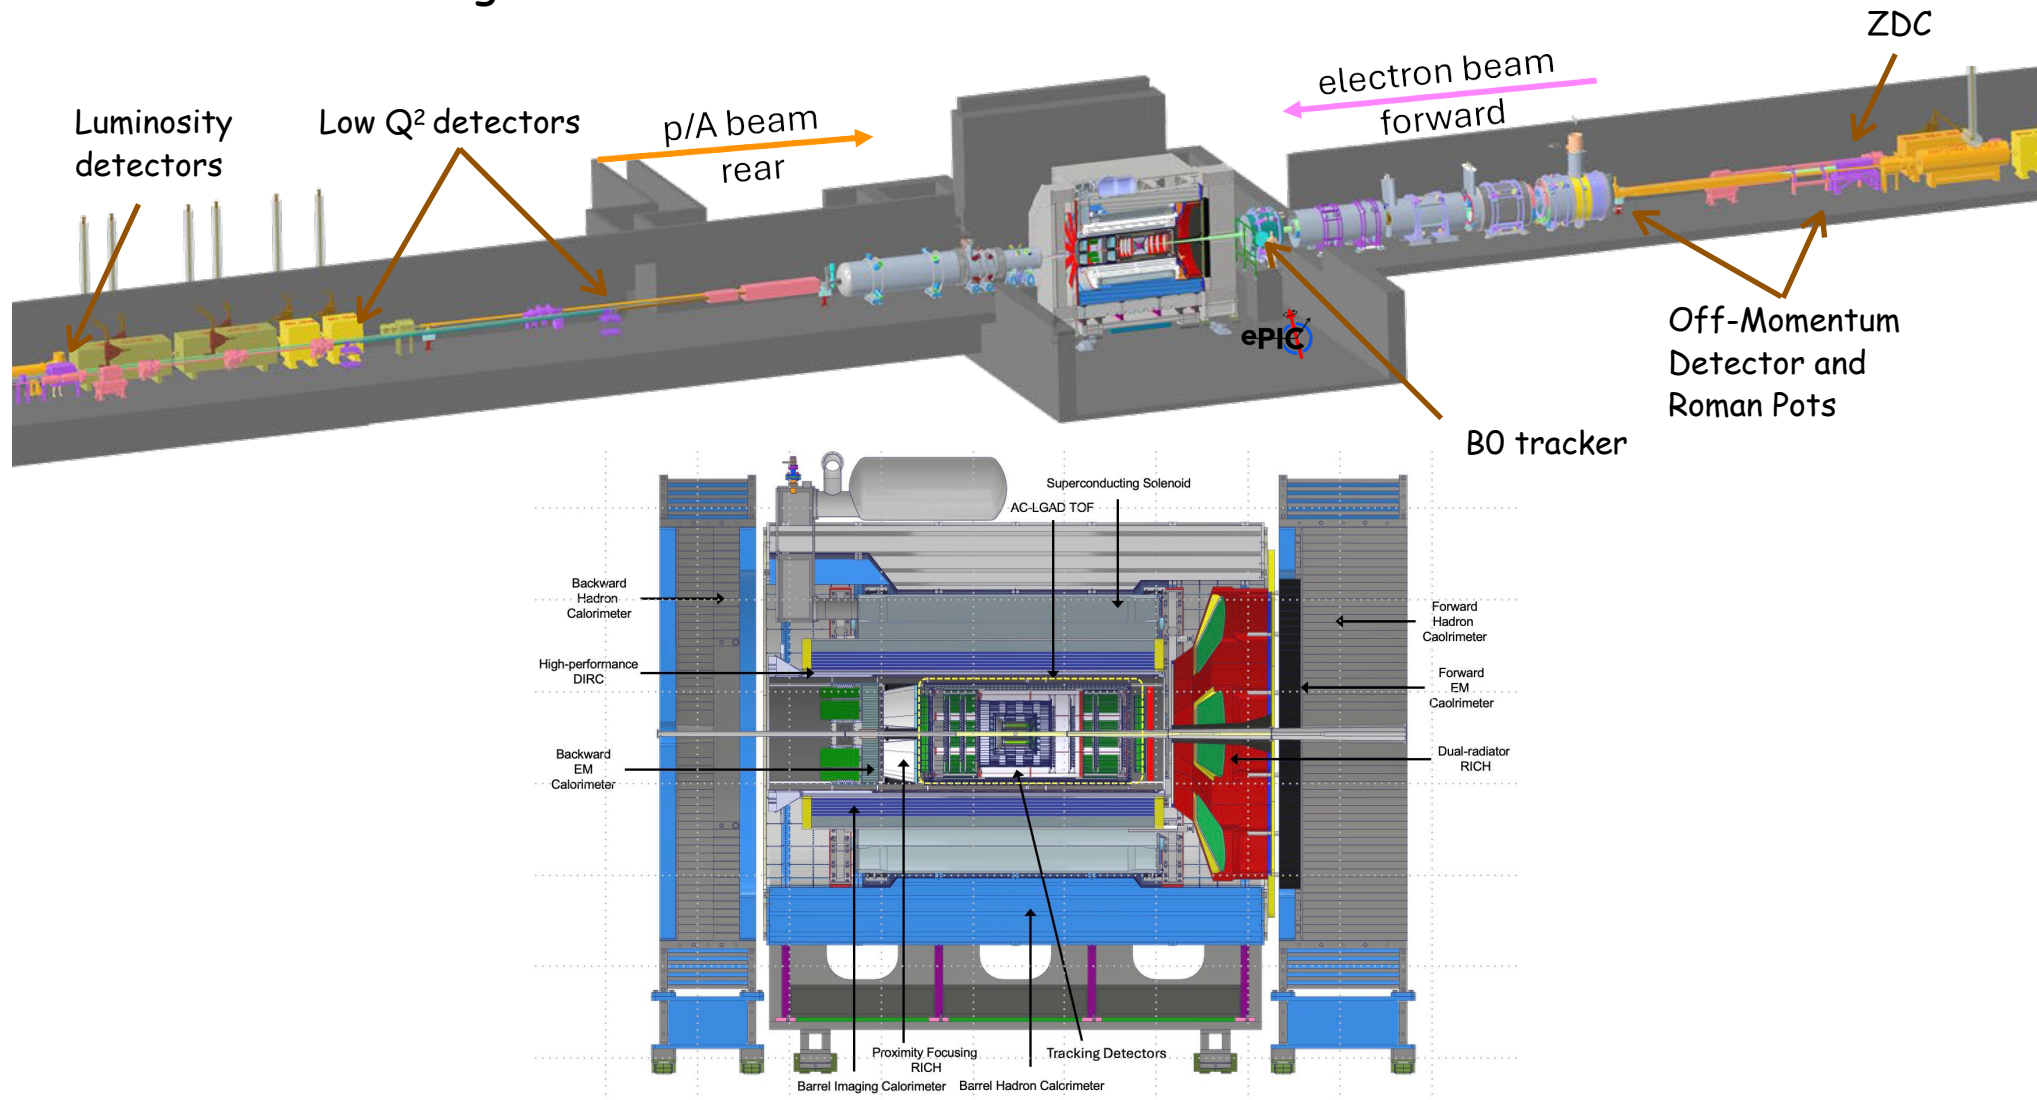 ZDC
electron beam
forward
Luminosity
detectors
Low Q² detectors
p/A beam
rear
ePIC
Off-Momentum
Detector and
Roman Pots
B0 tracker
Superconducting Solenoid
AC-LGAD TOF
Backward
Hadron
Calorimeter
Forward
Hadron
Caolrimeter
High-performance
DIRC
Forward
EM
Caolrimeter
Backward
EM
Calorimeter
Dual-radiator
RICH
Proximity Focusing
RICH
Tracking Detectors
Barrel Imaging Calorimeter
Barrel Hadron Calorimeter